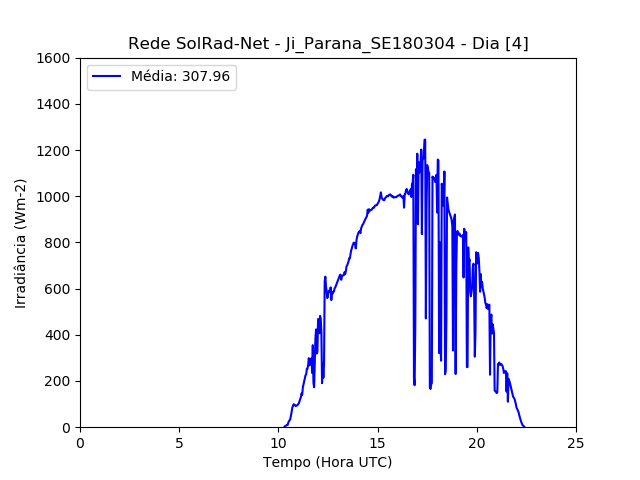 Rede SolRad-Net - Ji_Parana_SE180304 - Dia [4]
Média: 307.96
Irradiância (Wm-2)
1600
1400
1200
1000
800
600
400
200
0
0 5 10 15 20 25
Tempo (Hora UTC)